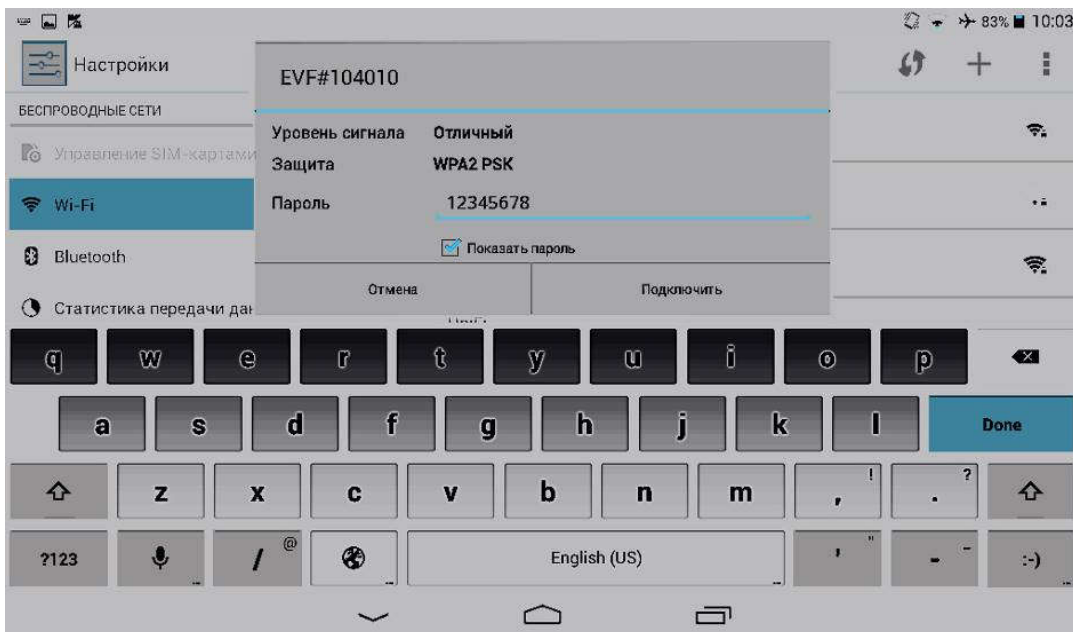 83% 10:03
Настройки
EVF#104010
БЕСПРОВОДНЫЕ СЕТИ
Управление SIM-картами
Уровень сигнала Отличный
Защита WPA2 PSK
Wi-Fi
Пароль 12345678
Bluetooth
Показать пароль
Отмена Подключить
Статистика передачи дан
q w e r t y u i o p
a s d f g h j k l Done
z x c v b n m , ! . ?
?123 / @ English (US) ' " - _ :-)